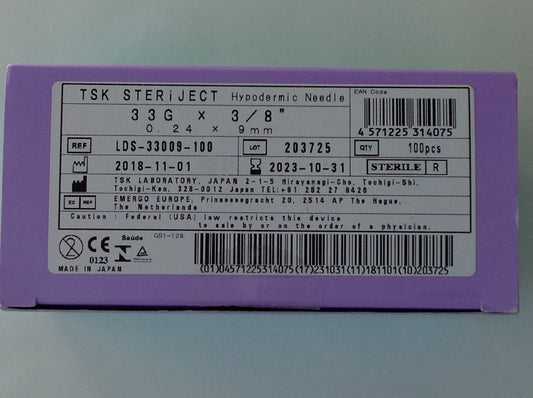 TSK STERiJECT Hypodermic Needle
EAN Code
33G x 3/8"
0.24 x 9mm
4 571225 314075
REF LDS-33009-100 LOT 203725 QTY 100pcs
2018-11-01 2023-10-31 STERILE R
TSK LABORATORY, JAPAN 2-1-5 Hirayanagi-Cho, Tochigi-Shi,
Tochigi-Ken, 328-0012 Japan TEL:+81 282 27 8428
EC REP EMERGO EUROPE, Prinsessegracht 20, 2514 AP The Hague,
The Netherlands
Caution : Federal (USA) law restricts this device
to sale by or on the order of a physician.
CE 0123 Saúde GS1-128
MADE IN JAPAN
(01)04571225314075(17)231031(11)181101(10)203725